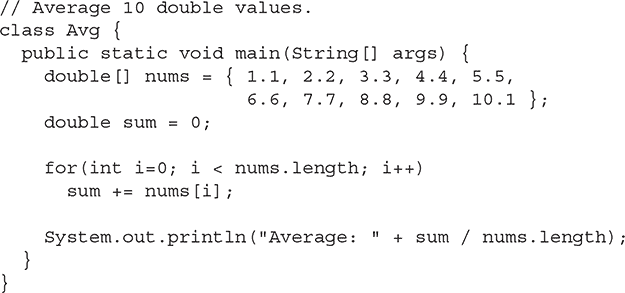 // Average 10 double values.
class Avg {
  public static void main(String[] args) {
    double[] nums = { 1.1, 2.2, 3.3, 4.4, 5.5,
                      6.6, 7.7, 8.8, 9.9, 10.1 };
    double sum = 0;

    for(int i=0; i < nums.length; i++)
      sum += nums[i];

    System.out.println("Average: " + sum / nums.length);
  }
}